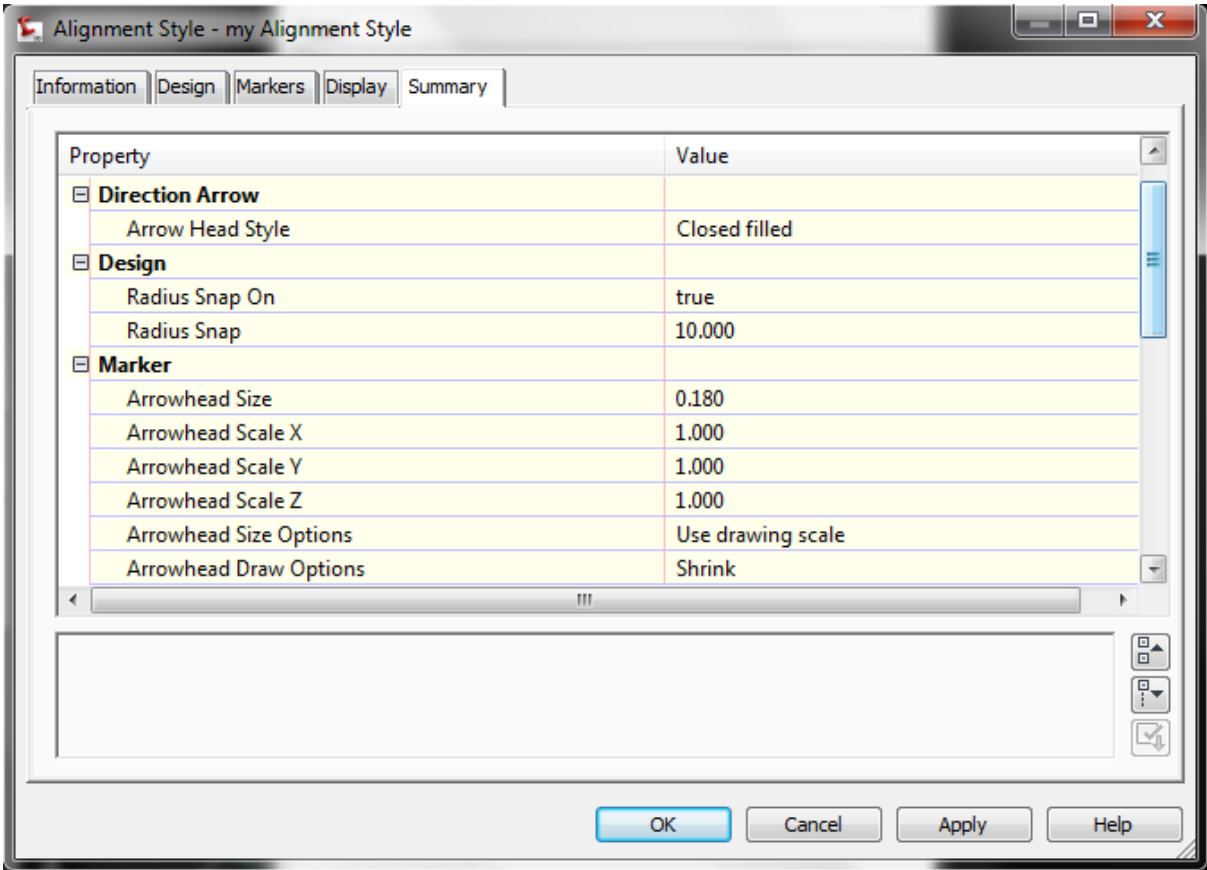 Alignment Style - my Alignment Style
Information Design Markers Display Summary
Property Value
Direction Arrow
Arrow Head Style Closed filled
Design
Radius Snap On true
Radius Snap 10.000
Marker
Arrowhead Size 0.180
Arrowhead Scale X 1.000
Arrowhead Scale Y 1.000
Arrowhead Scale Z 1.000
Arrowhead Size Options Use drawing scale
Arrowhead Draw Options Shrink
OK Cancel Apply Help